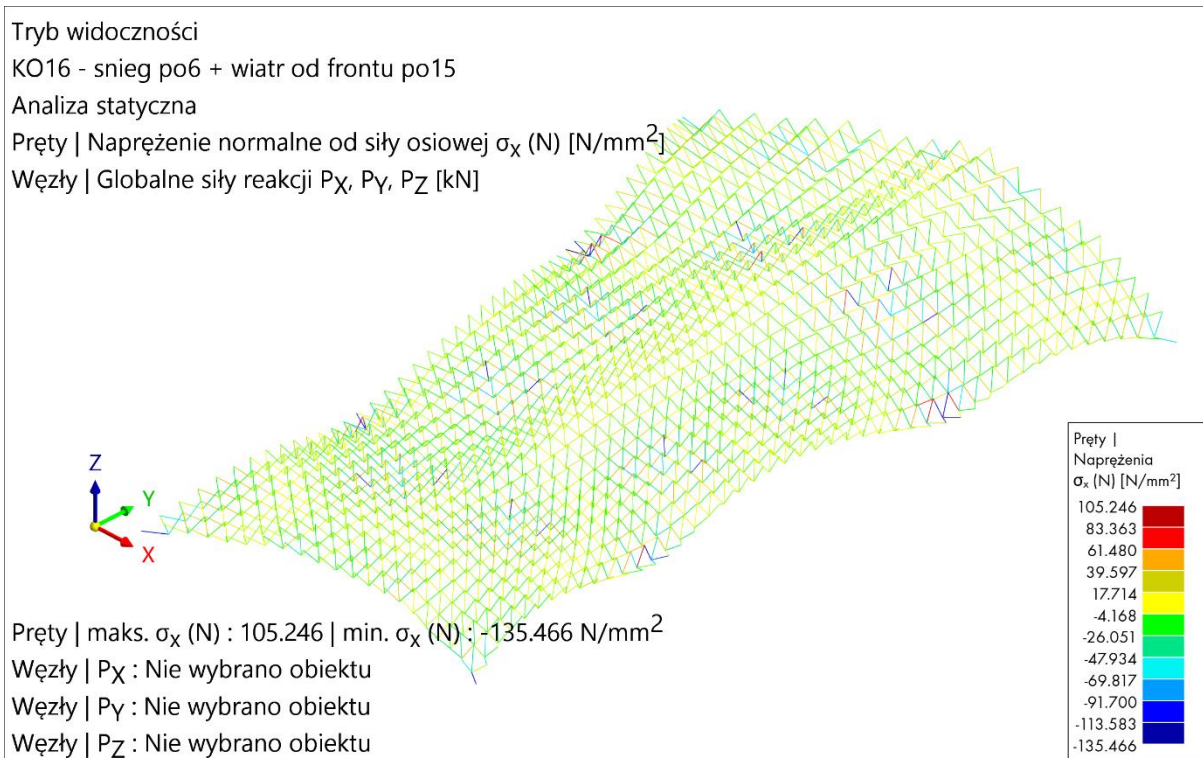 Tryb widoczności
KO16 - snieg po6 + wiatr od frontu po15
Analiza statyczna
Pręty | Naprężenie normalne od siły osiowej σx (N) [N/mm²]
Węzły | Globalne siły reakcji PX, PY, PZ [kN]
Z
Y
X
Pręty |
Naprężenia
σx (N) [N/mm²]
105.246
83.363
61.480
39.597
17.714
-4.168
-26.051
-47.934
-69.817
-91.700
-113.583
-135.466
Pręty | maks. σx (N) : 105.246 | min. σx (N) : -135.466 N/mm²
Węzły | PX : Nie wybrano obiektu
Węzły | PY : Nie wybrano obiektu
Węzły | PZ : Nie wybrano obiektu